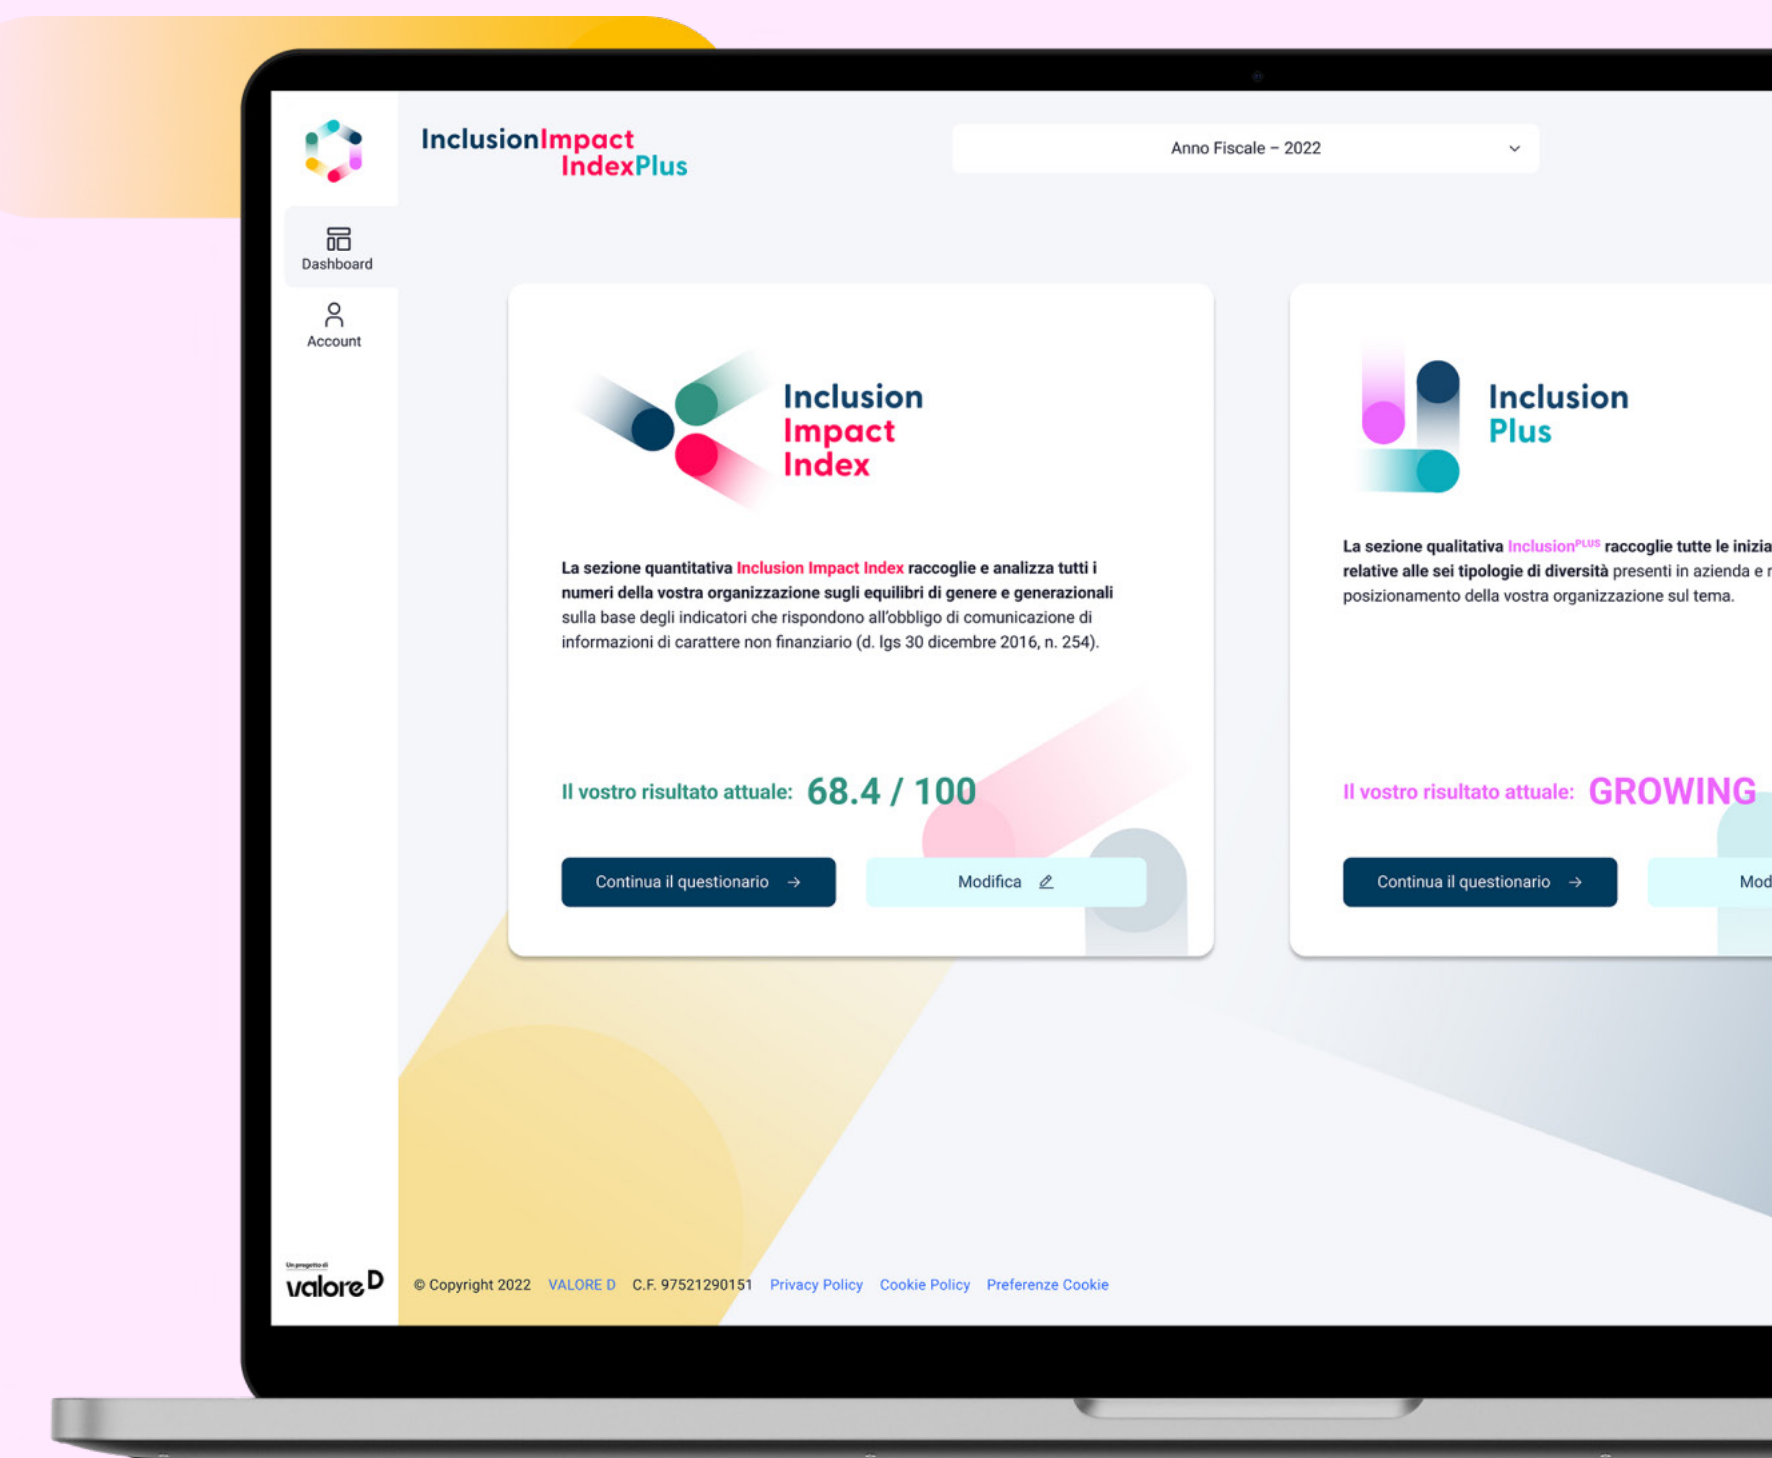 InclusionImpact
IndexPlus
Anno Fiscale – 2022
Dashboard
Account
Inclusion
Impact
Index
La sezione quantitativa Inclusion Impact Index raccoglie e analizza tutti i
numeri della vostra organizzazione sugli equilibri di genere e generazionali
sulla base degli indicatori che rispondono all'obbligo di comunicazione di
informazioni di carattere non finanziario (d. lgs 30 dicembre 2016, n. 254).
Il vostro risultato attuale: 68.4 / 100
Continua il questionario →
Modifica
Inclusion
Plus
La sezione qualitativa InclusionPLUS raccoglie tutte le inizia
relative alle sei tipologie di diversità presenti in azienda e r
posizionamento della vostra organizzazione sul tema.
Il vostro risultato attuale: GROWING
Continua il questionario →
Mod
Un progetto di
valoreD
© Copyright 2022 VALORE D C.F. 97521290151 Privacy Policy Cookie Policy Preferenze Cookie